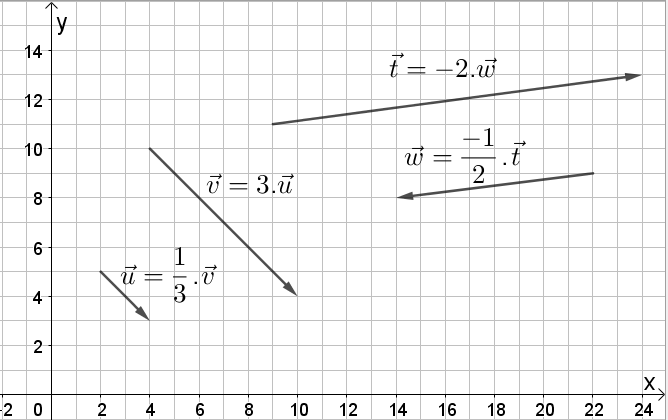 y
14
t⃗ = −2.w⃗
12
w⃗ = −1/2 .t⃗
10
v⃗ = 3.u⃗
8
6
u⃗ = 1/3 .v⃗
4
2
x
-2 0 2 4 6 8 10 12 14 16 18 20 22 24